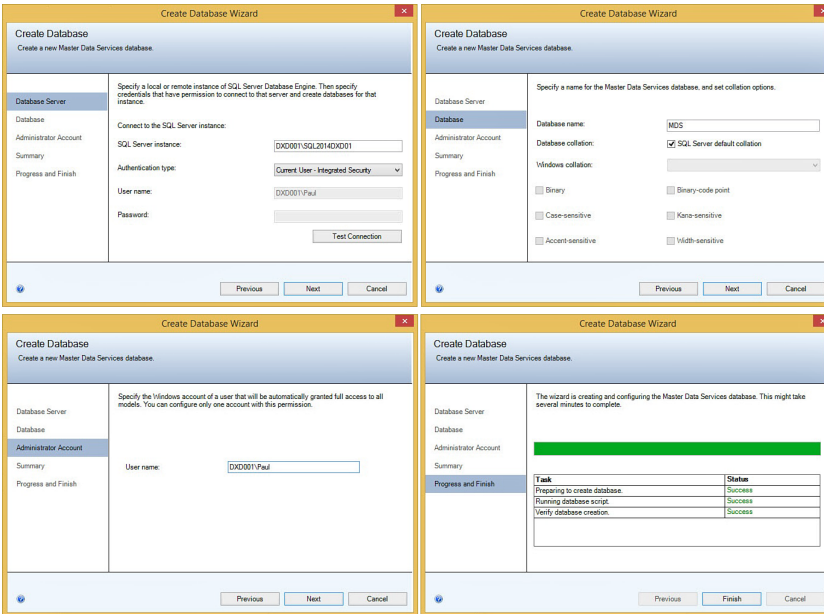 Create Database Wizard
Create Database
Create a new Master Data Services database.
Database Server
Database
Administrator Account
Summary
Progress and Finish
Specify a local or remote instance of SQL Server Database Engine. Then specify
credentials that have permission to connect to that server and create databases for that
instance.
Connect to the SQL Server instance:
SQL Server instance: DXD001\SQL2014DXD01
Authentication type: Current User - Integrated Security
User name: DXD001\Paul
Password:
Test Connection
Previous Next Cancel
Create Database Wizard
Create Database
Create a new Master Data Services database.
Database Server
Database
Administrator Account
Summary
Progress and Finish
Specify a name for the Master Data Services database, and set collation options.
Database name: MDS
Database collation: SQL Server default collation
Windows collation:
Binary Binary-code point
Case-sensitive Kana-sensitive
Accent-sensitive Width-sensitive
Previous Next Cancel
Create Database Wizard
Create Database
Create a new Master Data Services database.
Database Server
Database
Administrator Account
Summary
Progress and Finish
Specify the Windows account of a user that will be automatically granted full access to all
models. You can configure only one account with this permission.
User name: DXD001\Paul
Previous Next Cancel
Create Database Wizard
Create Database
Create a new Master Data Services database.
Database Server
Database
Administrator Account
Summary
Progress and Finish
The wizard is creating and configuring the Master Data Services database. This might take
several minutes to complete.
Task Status
Preparing to create database. Success
Running database script. Success
Verify database creation. Success
Previous Finish Cancel